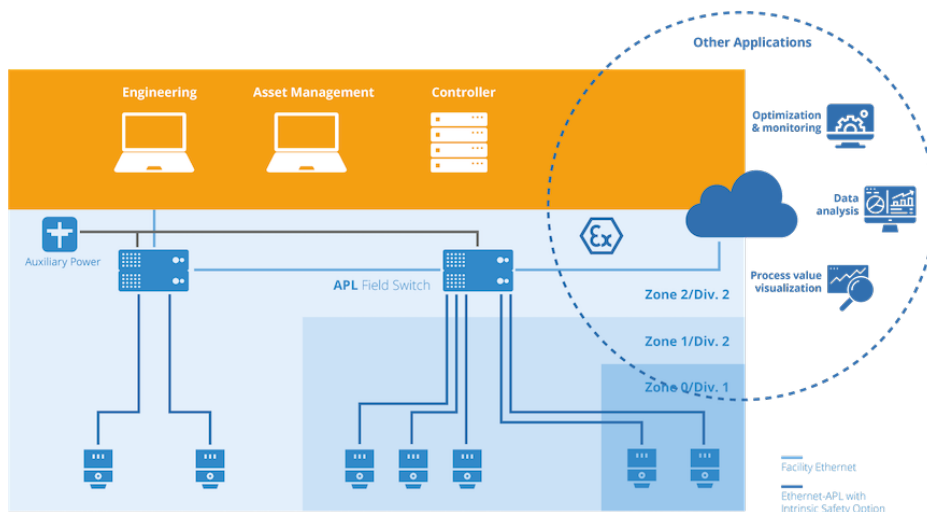 Other Applications
Engineering
Asset Management
Controller
Optimization
& monitoring
Data
analysis
Process value
visualization
Auxiliary Power
APL Field Switch
Ex
Zone 2/Div. 2
Zone 1/Div. 2
Zone 0/Div. 1
Facility Ethernet
Ethernet-APL with
Intrinsic Safety Option